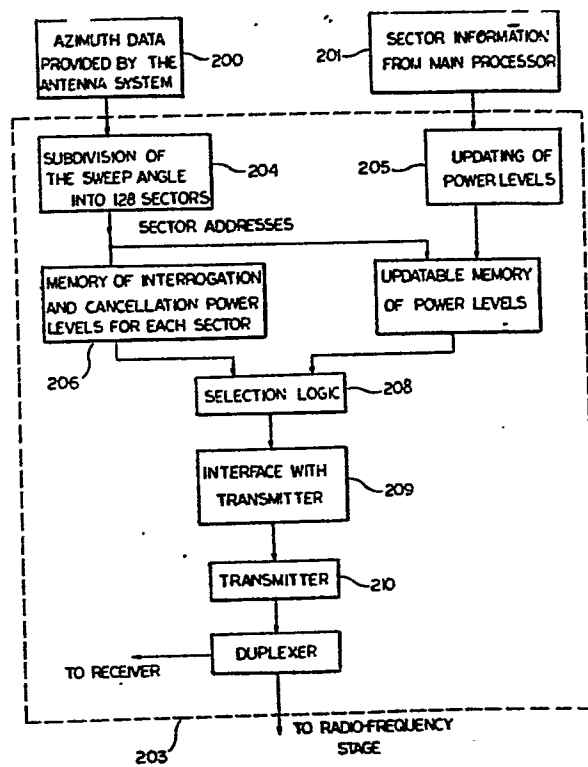 AZIMUTH DATA
PROVIDED BY THE
ANTENNA SYSTEM
200
201
SECTOR INFORMATION
FROM MAIN PROCESSOR
SUBDIVISION OF
THE SWEEP ANGLE
INTO 128 SECTORS
204
205
UPDATING OF
POWER LEVELS
SECTOR ADDRESSES
MEMORY OF INTERROGATION
AND CANCELLATION POWER
LEVELS FOR EACH SECTOR
UPDATABLE MEMORY
OF POWER LEVELS
206
SELECTION LOGIC
208
INTERFACE WITH
TRANSMITTER
209
TRANSMITTER
210
DUPLEXER
TO RECEIVER
203
TO RADIO-FREQUENCY
STAGE